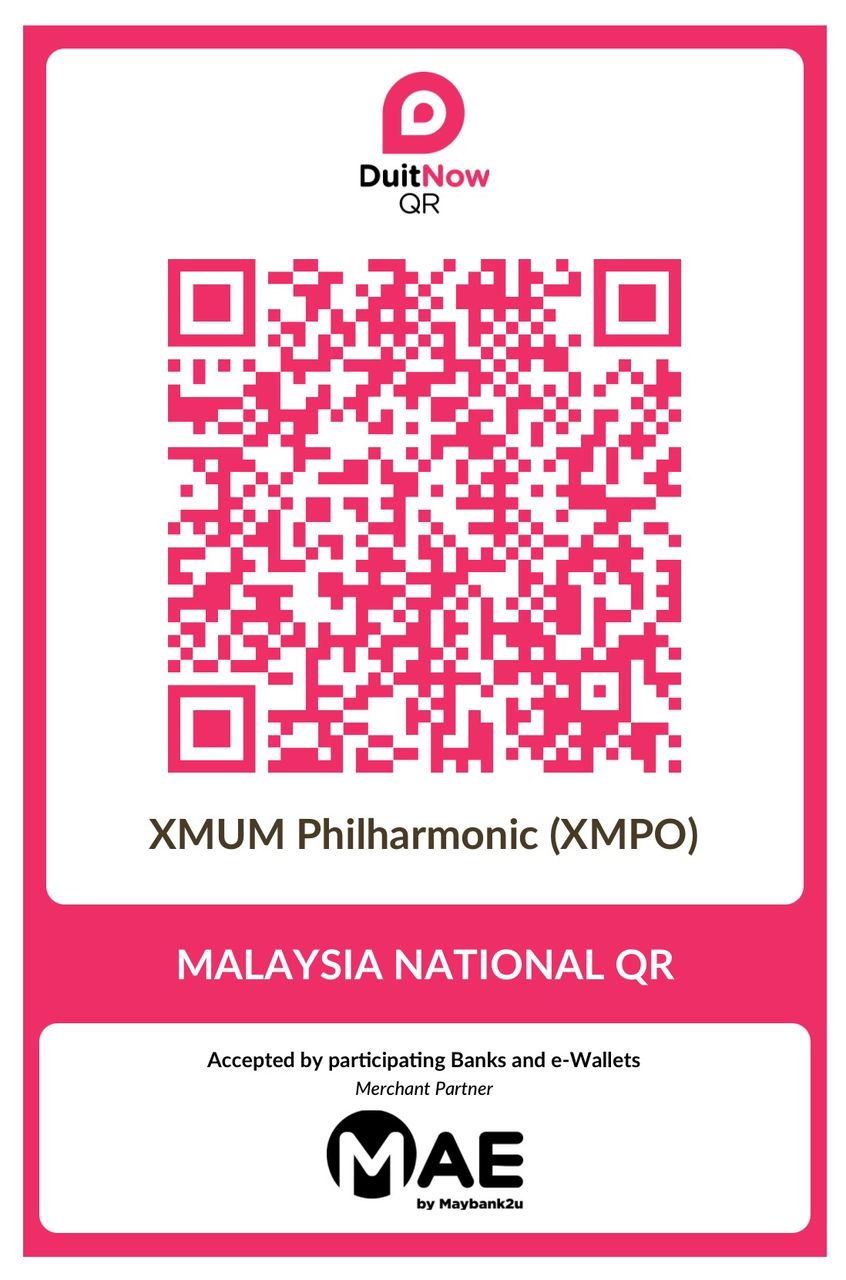 DuitNow
QR
XMUM Philharmonic (XMPO)
MALAYSIA NATIONAL QR
Accepted by participating Banks and e-Wallets
Merchant Partner
MAE
by Maybank2u